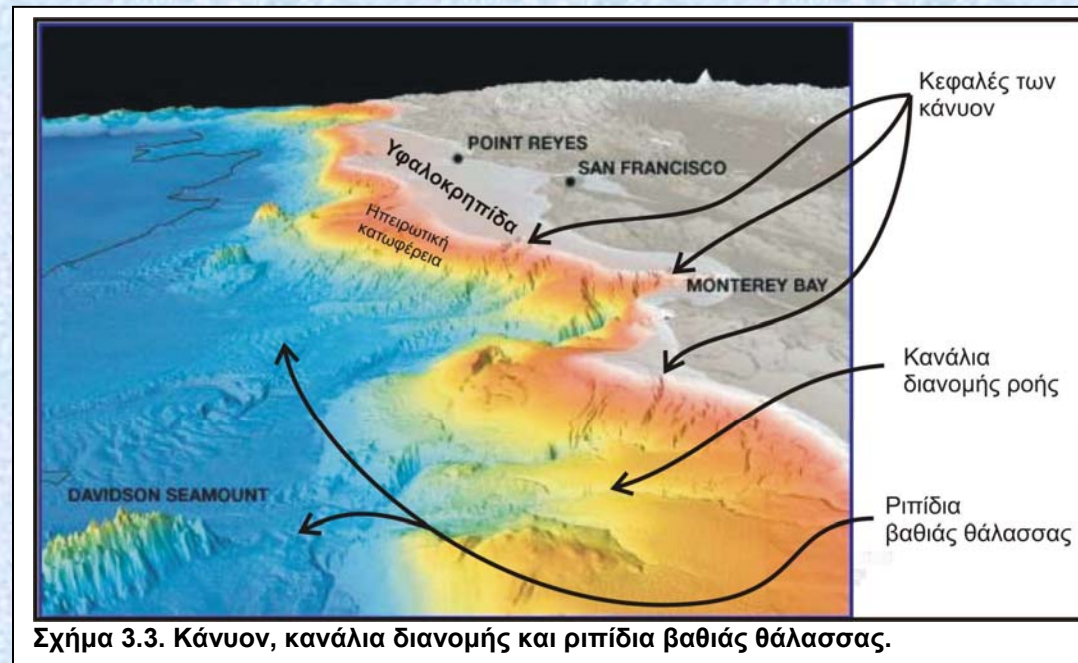 Κεφαλές των
κάνυον
POINT REYES
SAN FRANCISCO
Υφαλοκρηπίδα
Ηπειρωτική
κατωφέρεια
MONTEREY BAY
Κανάλια
διανομής ροής
DAVIDSON SEAMOUNT
Ριπίδια
βαθιάς θάλασσας
Σχήμα 3.3. Κάνυον, κανάλια διανομής και ριπίδια βαθιάς θάλασσας.